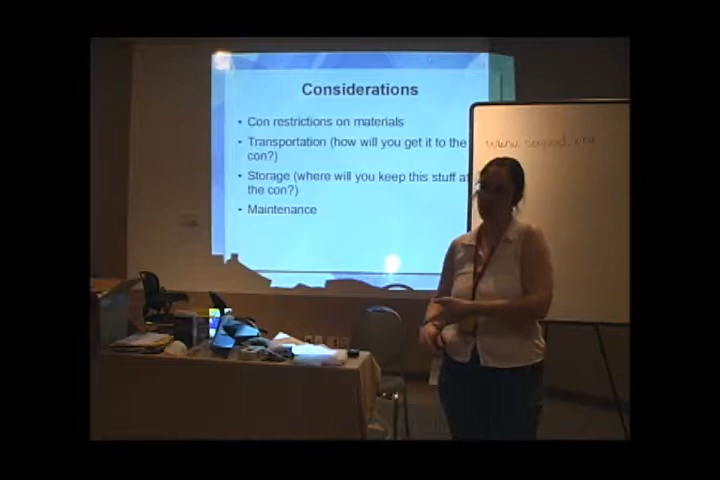 Considerations
• Con restrictions on materials
• Transportation (how will you get it to the
con?)
• Storage (where will you keep this stuff at
the con?)
• Maintenance
www.